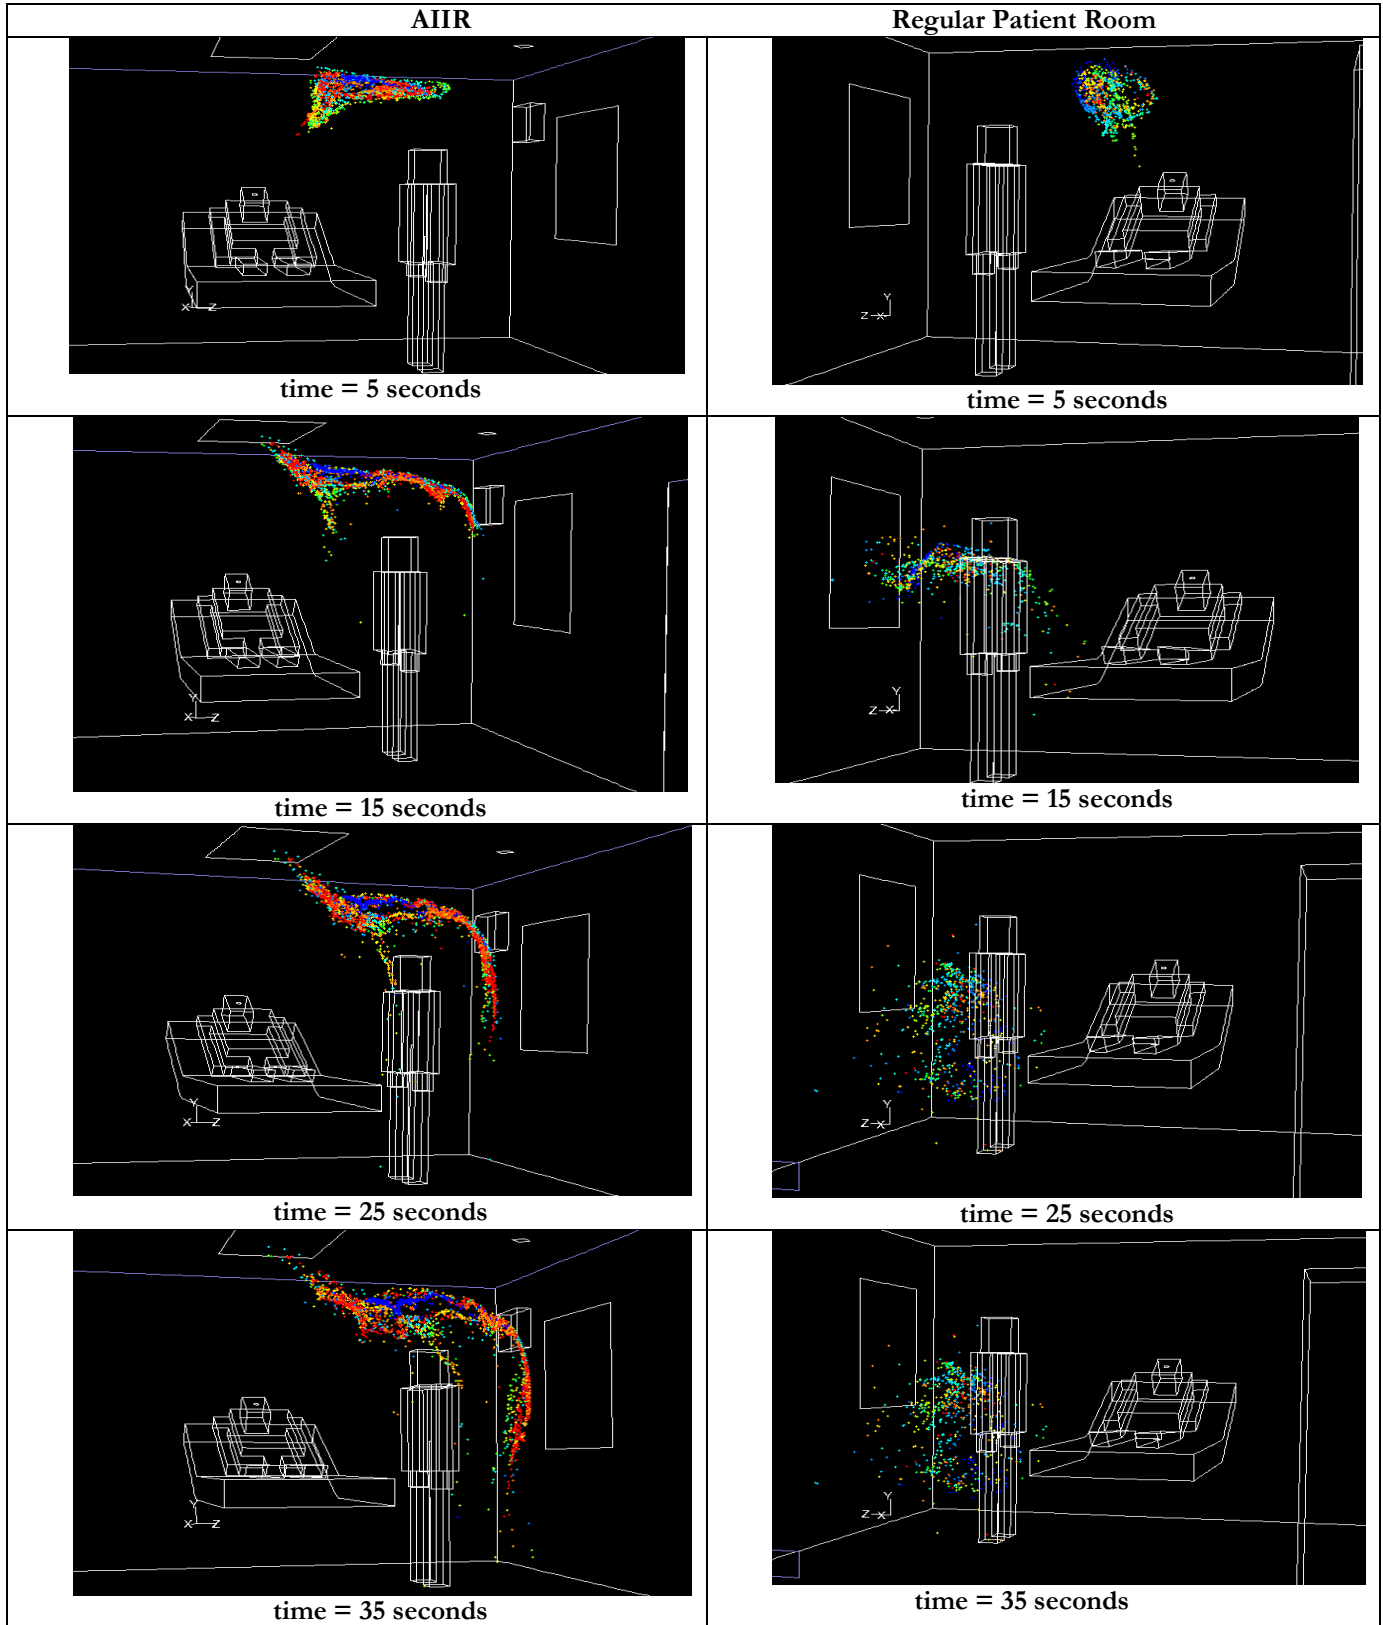 AIIR
Regular Patient Room
Y
X Z
Y
Z X
time = 5 seconds
time = 5 seconds
Y
X Z
Y
Z X
time = 15 seconds
time = 15 seconds
Y
X Z
Y
Z X
time = 25 seconds
time = 25 seconds
Y
X Z
Y
Z X
time = 35 seconds
time = 35 seconds